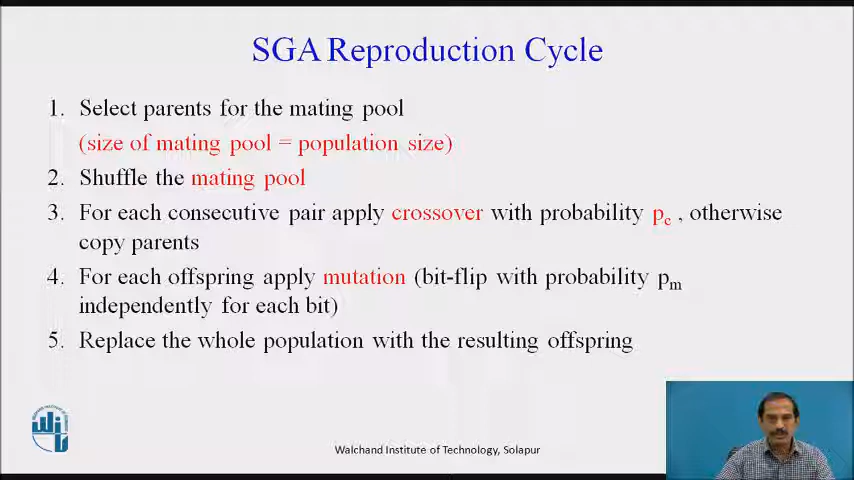 SGA Reproduction Cycle
1. Select parents for the mating pool
(size of mating pool = population size)
2. Shuffle the mating pool
3. For each consecutive pair apply crossover with probability pc , otherwise
copy parents
4. For each offspring apply mutation (bit-flip with probability pm
independently for each bit)
5. Replace the whole population with the resulting offspring
Walchand Institute of Technology, Solapur